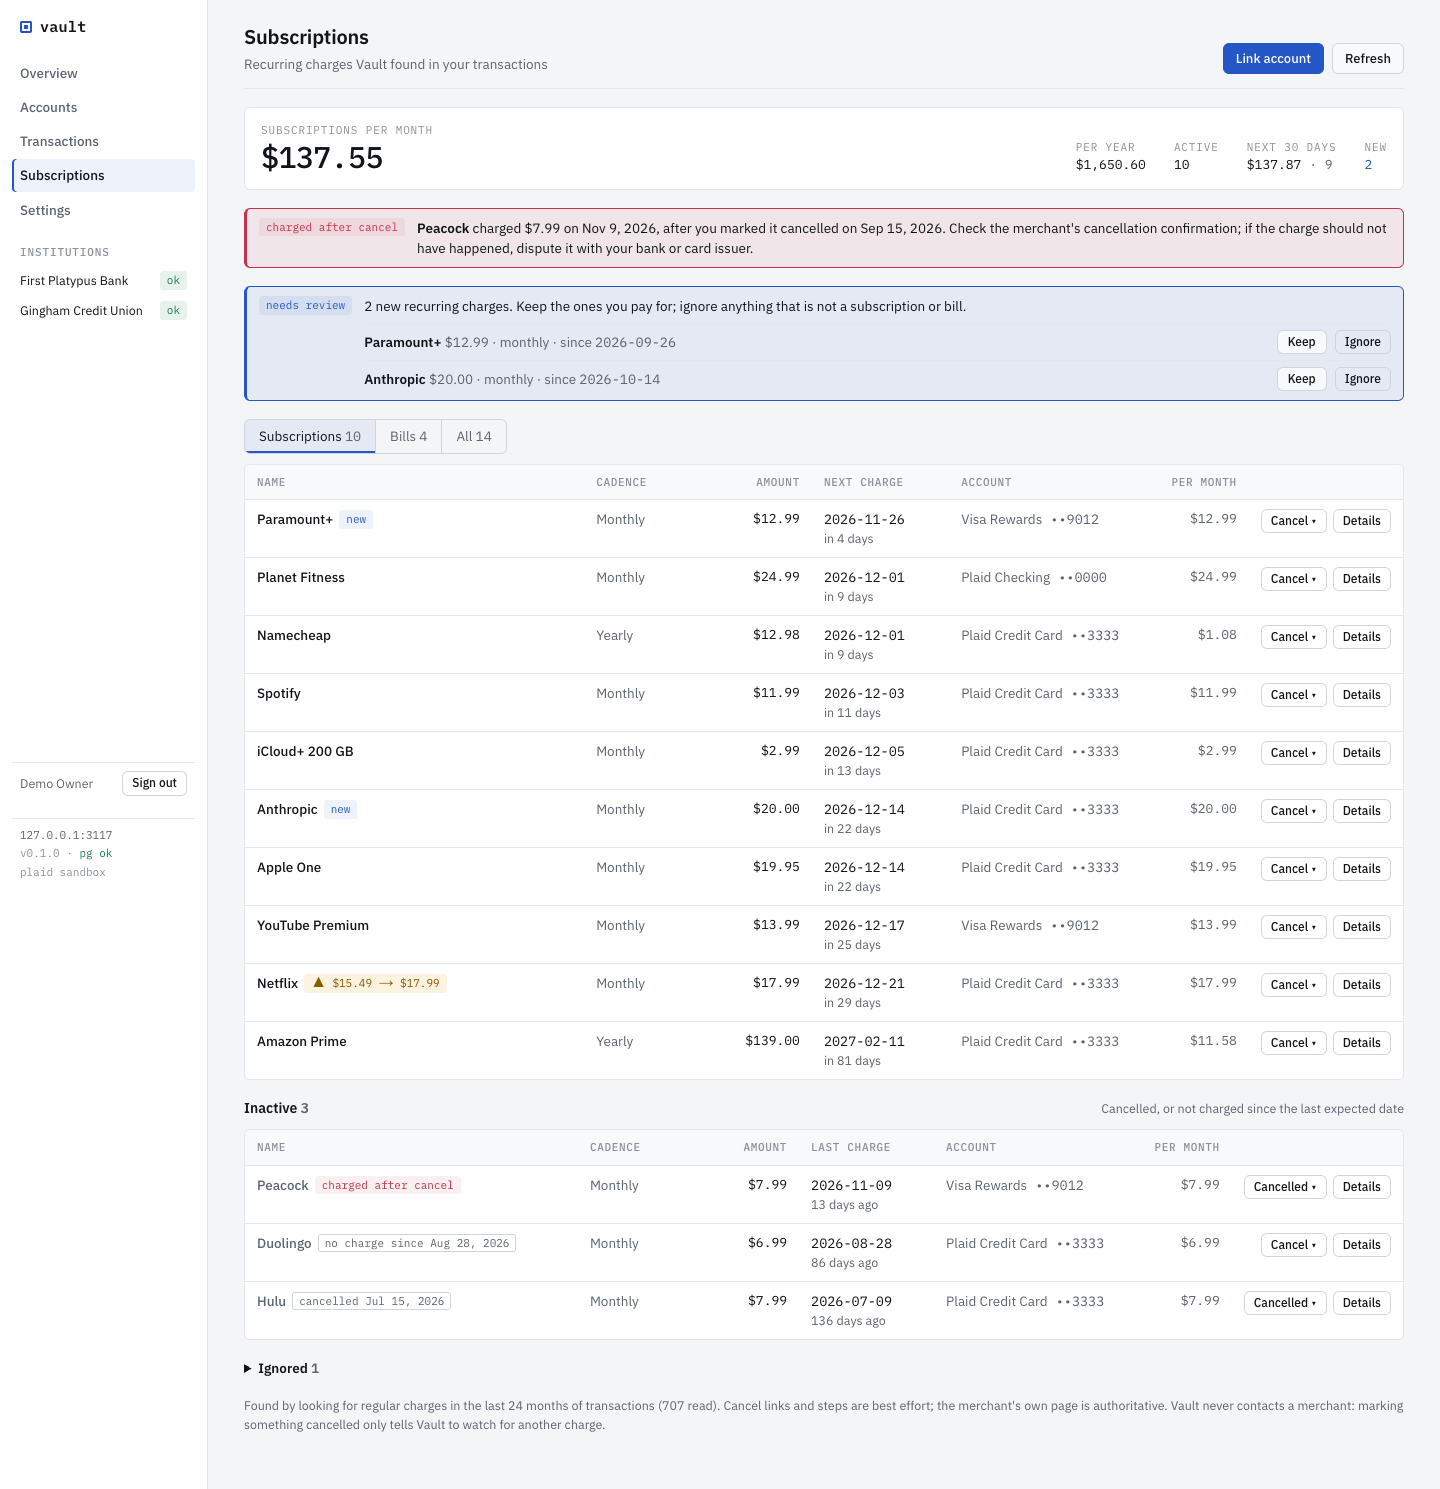 vault
Overview
Accounts
Transactions
Subscriptions
Settings
INSTITUTIONS
First Platypus Bank ok
Gingham Credit Union ok
Demo Owner Sign out
127.0.0.1:3117
v0.1.0 · pg ok
plaid sandbox
Subscriptions
Recurring charges Vault found in your transactions
Link account Refresh
SUBSCRIPTIONS PER MONTH
$137.55
PER YEAR ACTIVE NEXT 30 DAYS NEW
$1,650.60 10 $137.87 · 9 2
charged after cancel Peacock charged $7.99 on Nov 9, 2026, after you marked it cancelled on Sep 15, 2026. Check the merchant's cancellation confirmation; if the charge should not
have happened, dispute it with your bank or card issuer.
needs review 2 new recurring charges. Keep the ones you pay for; ignore anything that is not a subscription or bill.
Paramount+ $12.99 · monthly · since 2026-09-26 Keep Ignore
Anthropic $20.00 · monthly · since 2026-10-14 Keep Ignore
Subscriptions 10 Bills 4 All 14
NAME CADENCE AMOUNT NEXT CHARGE ACCOUNT PER MONTH
Paramount+ new Monthly $12.99 2026-11-26 Visa Rewards ••9012 $12.99 Cancel ▾ Details
in 4 days
Planet Fitness Monthly $24.99 2026-12-01 Plaid Checking ••0000 $24.99 Cancel ▾ Details
in 9 days
Namecheap Yearly $12.98 2026-12-01 Plaid Credit Card ••3333 $1.08 Cancel ▾ Details
in 9 days
Spotify Monthly $11.99 2026-12-03 Plaid Credit Card ••3333 $11.99 Cancel ▾ Details
in 11 days
iCloud+ 200 GB Monthly $2.99 2026-12-05 Plaid Credit Card ••3333 $2.99 Cancel ▾ Details
in 13 days
Anthropic new Monthly $20.00 2026-12-14 Plaid Credit Card ••3333 $20.00 Cancel ▾ Details
in 22 days
Apple One Monthly $19.95 2026-12-14 Plaid Credit Card ••3333 $19.95 Cancel ▾ Details
in 22 days
YouTube Premium Monthly $13.99 2026-12-17 Visa Rewards ••9012 $13.99 Cancel ▾ Details
in 25 days
Netflix ▲ $15.49 → $17.99 Monthly $17.99 2026-12-21 Plaid Credit Card ••3333 $17.99 Cancel ▾ Details
in 29 days
Amazon Prime Yearly $139.00 2027-02-11 Plaid Credit Card ••3333 $11.58 Cancel ▾ Details
in 81 days
Inactive 3 Cancelled, or not charged since the last expected date
NAME CADENCE AMOUNT LAST CHARGE ACCOUNT PER MONTH
Peacock charged after cancel Monthly $7.99 2026-11-09 Visa Rewards ••9012 $7.99 Cancelled ▾ Details
13 days ago
Duolingo no charge since Aug 28, 2026 Monthly $6.99 2026-08-28 Plaid Credit Card ••3333 $6.99 Cancel ▾ Details
86 days ago
Hulu cancelled Jul 15, 2026 Monthly $7.99 2026-07-09 Plaid Credit Card ••3333 $7.99 Cancelled ▾ Details
136 days ago
▶ Ignored 1
Found by looking for regular charges in the last 24 months of transactions (707 read). Cancel links and steps are best effort; the merchant's own page is authoritative. Vault never contacts a merchant: marking
something cancelled only tells Vault to watch for another charge.